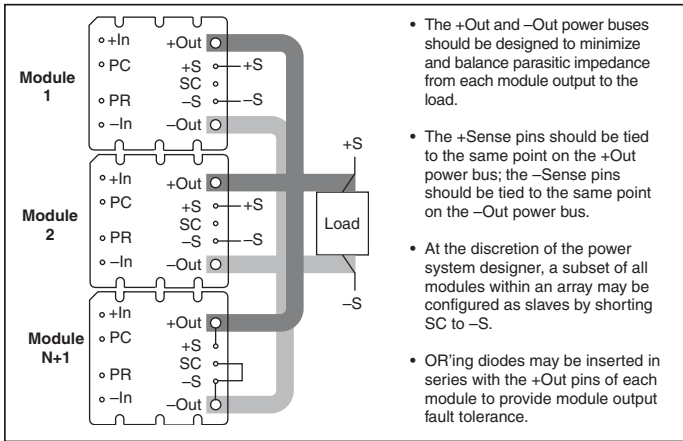 Module
1
+In
PC
PR
–In
+Out
+S
SC
–S
–Out
+S
–S
Module
2
+In
PC
PR
–In
+Out
+S
SC
–S
–Out
+S
–S
Module
N+1
+In
PC
PR
–In
+Out
+S
SC
–S
–Out
+S
Load
–S
• The +Out and –Out power buses
should be designed to minimize
and balance parasitic impedance
from each module output to the
load.
• The +Sense pins should be tied
to the same point on the +Out
power bus; the –Sense pins
should be tied to the same point
on the –Out power bus.
• At the discretion of the power
system designer, a subset of all
modules within an array may be
configured as slaves by shorting
SC to –S.
• OR'ing diodes may be inserted in
series with the +Out pins of each
module to provide module output
fault tolerance.